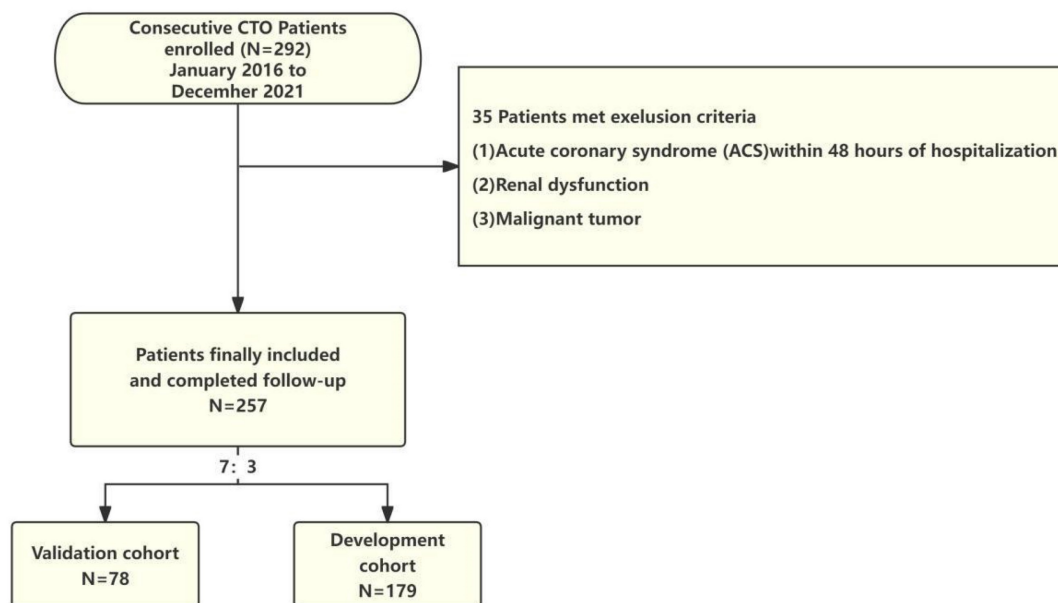 Consecutive CTO Patients
enrolled (N=292)
January 2016 to
Decemher 2021
35 Patients met exelusion criteria
(1)Acute coronary syndrome (ACS)within 48 hours of hospitalization
(2)Renal dysfunction
(3)Malignant tumor
Patients finally included
and completed follow-up
N=257
7: 3
Validation cohort
N=78
Development
cohort
N=179